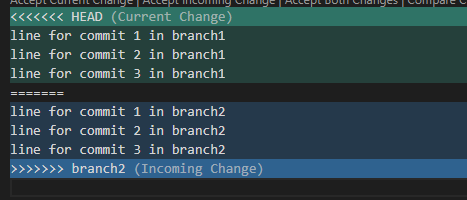 Accept Current Change | Accept Incoming Change | Accept Both Changes | Compare C
<<<<<<< HEAD (Current Change)
line for commit 1 in branch1
line for commit 2 in branch1
line for commit 3 in branch1
=======
line for commit 1 in branch2
line for commit 2 in branch2
line for commit 3 in branch2
>>>>>>> branch2 (Incoming Change)